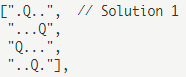 [".Q..",  // Solution 1
"...Q",
"Q...",
"..Q."],